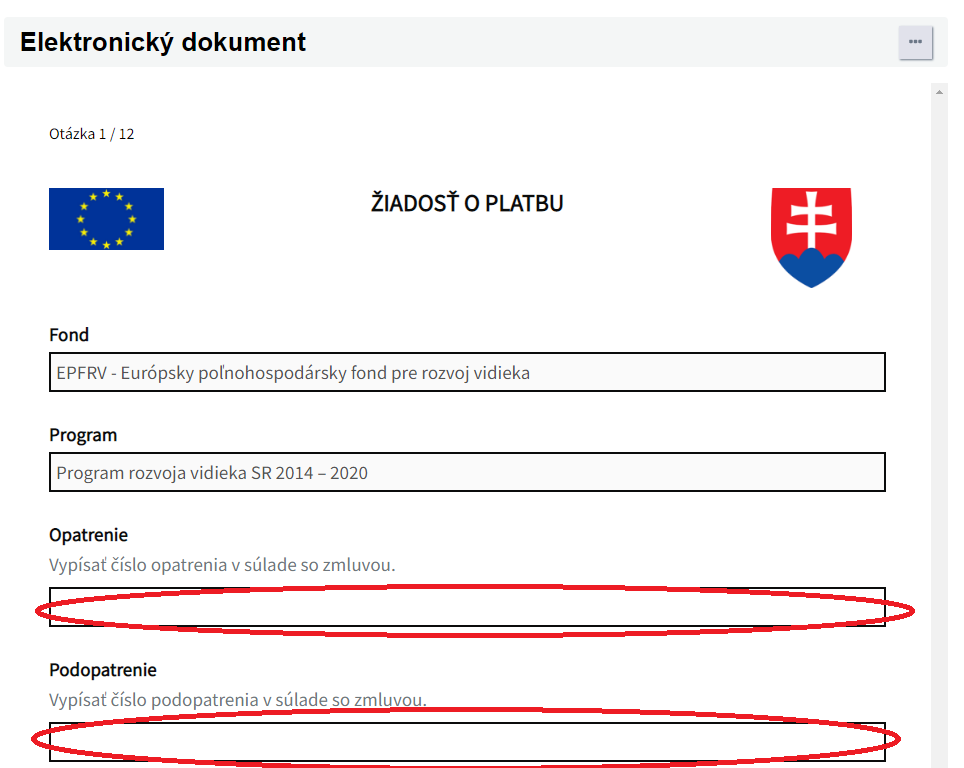 Elektronický dokument
Otázka 1 / 12
ŽIADOSŤ O PLATBU
Fond
EPFRV - Európsky poľnohospodársky fond pre rozvoj vidieka
Program
Program rozvoja vidieka SR 2014 – 2020
Opatrenie
Vypísať číslo opatrenia v súlade so zmluvou.
Podopatrenie
Vypísať číslo podopatrenia v súlade so zmluvou.